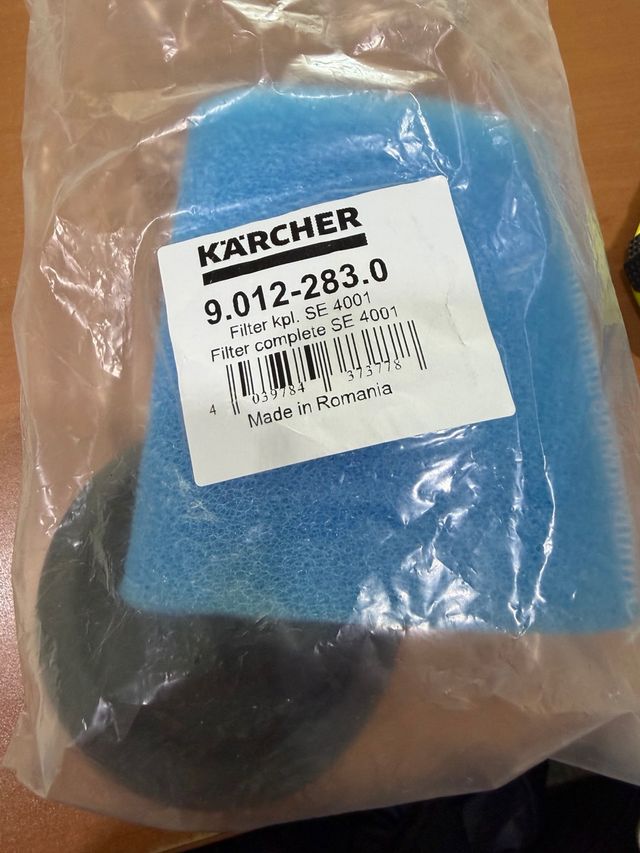 KÄRCHER
9.012-283.0
Filter kpl. SE 4001
Filter complete SE 4001
4 039784 373778
Made in Romania